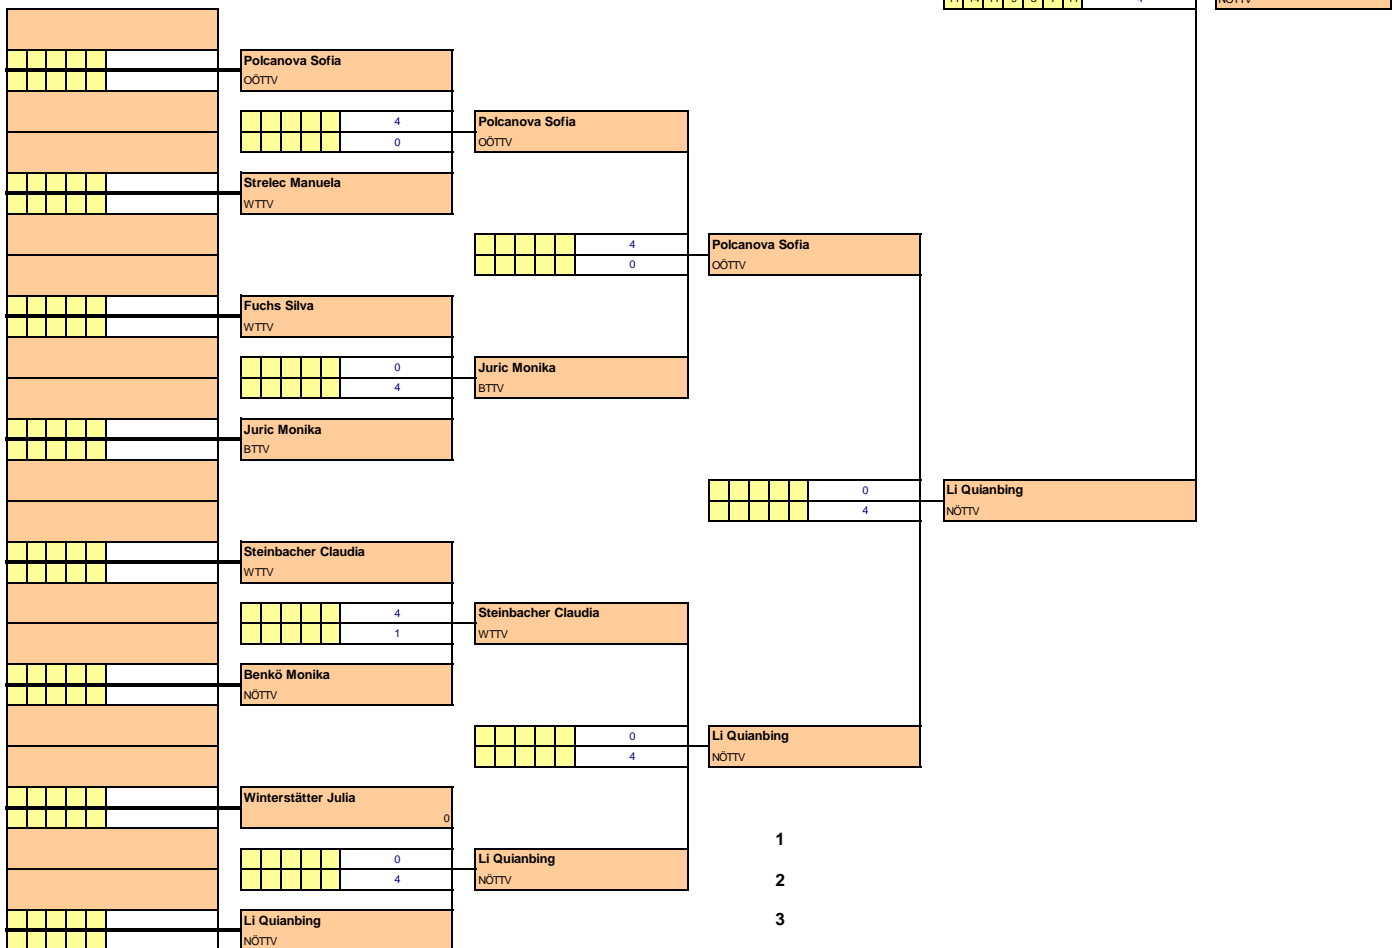 NÖTTV
Polcanova Sofia
OÖTTV
4
0
Polcanova Sofia
OÖTTV
Strelec Manuela
WTTV
4
0
Polcanova Sofia
OÖTTV
Fuchs Silva
WTTV
0
4
Juric Monika
BTTV
Juric Monika
BTTV
0
4
Li Quianbing
NÖTTV
Steinbacher Claudia
WTTV
4
1
Steinbacher Claudia
WTTV
Benkö Monika
NÖTTV
0
4
Li Quianbing
NÖTTV
Winterstätter Julia
0
1
0
4
Li Quianbing
NÖTTV
2
3
Li Quianbing
NÖTTV